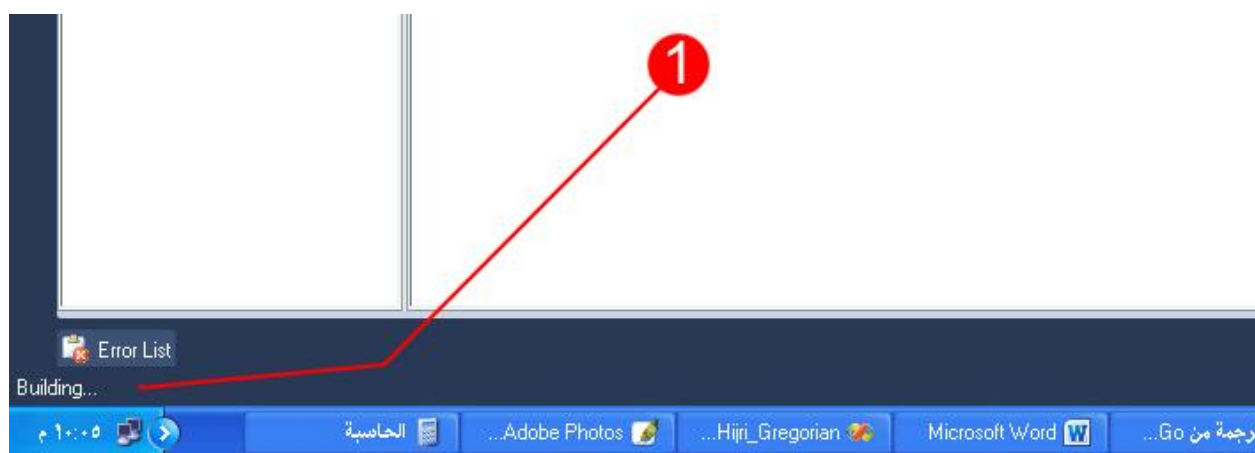 1
Error List
Building...
رجمة من Go...
Microsoft Word
Hijri_Gregorian...
Adobe Photos...
الحاسبة
١٠:٠٥ م